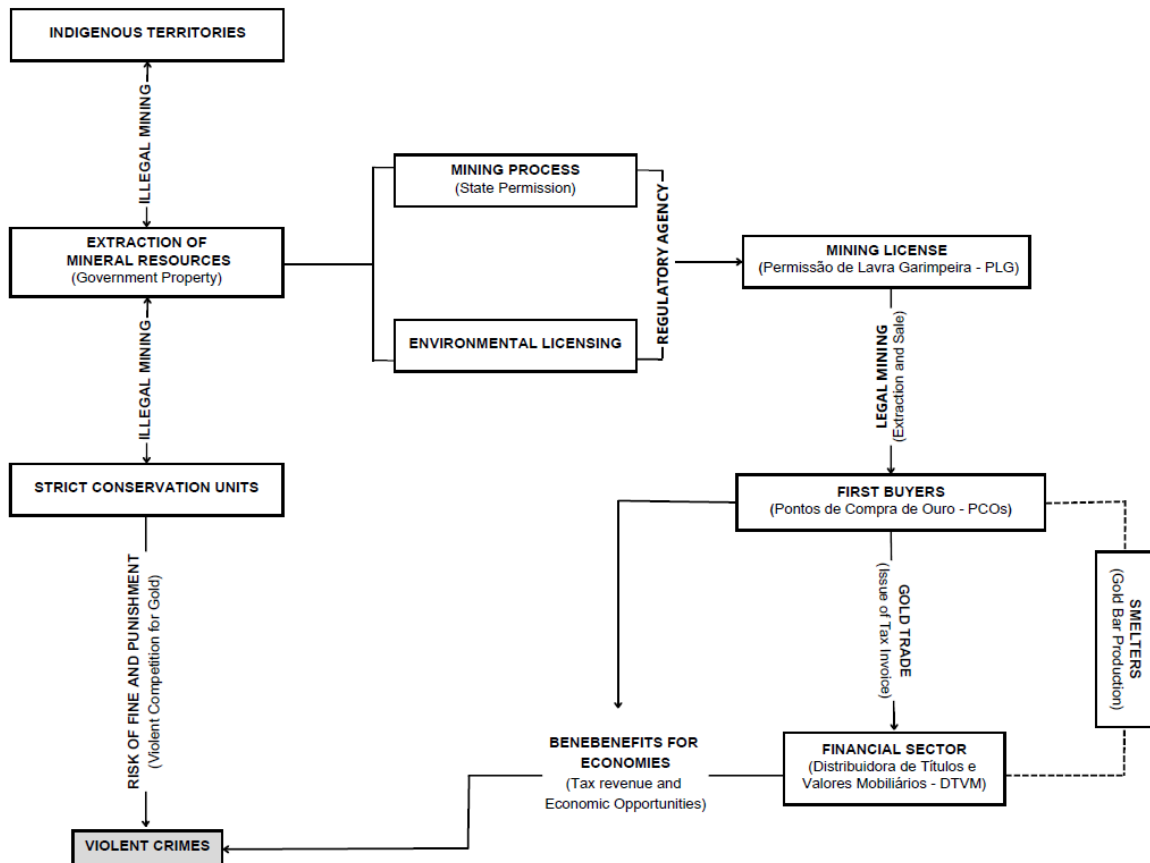 INDIGENOUS TERRITORIES
ILLEGAL MINING
MINING PROCESS
(State Permission)
REGULATORY AGENCY
EXTRACTION OF
MINERAL RESOURCES
(Government Property)
MINING LICENSE
(Permissão de Lavra Garimpeira - PLG)
ENVIRONMENTAL LICENSING
ILLEGAL MINING
LEGAL MINING
(Extraction and Sale)
STRICT CONSERVATION UNITS
FIRST BUYERS
(Pontos de Compra de Ouro - PCOs)
RISK OF FINE AND PUNISHMENT
(Violent Competition for Gold)
GOLD TRADE
(Issue of Tax Invoice)
SMELTERS
(Gold Bar Production)
BENEBENEFITS FOR
ECONOMIES
(Tax revenue and
Economic Opportunities)
FINANCIAL SECTOR
(Distribuidora de Títulos e
Valores Mobiliários - DTVM)
VIOLENT CRIMES